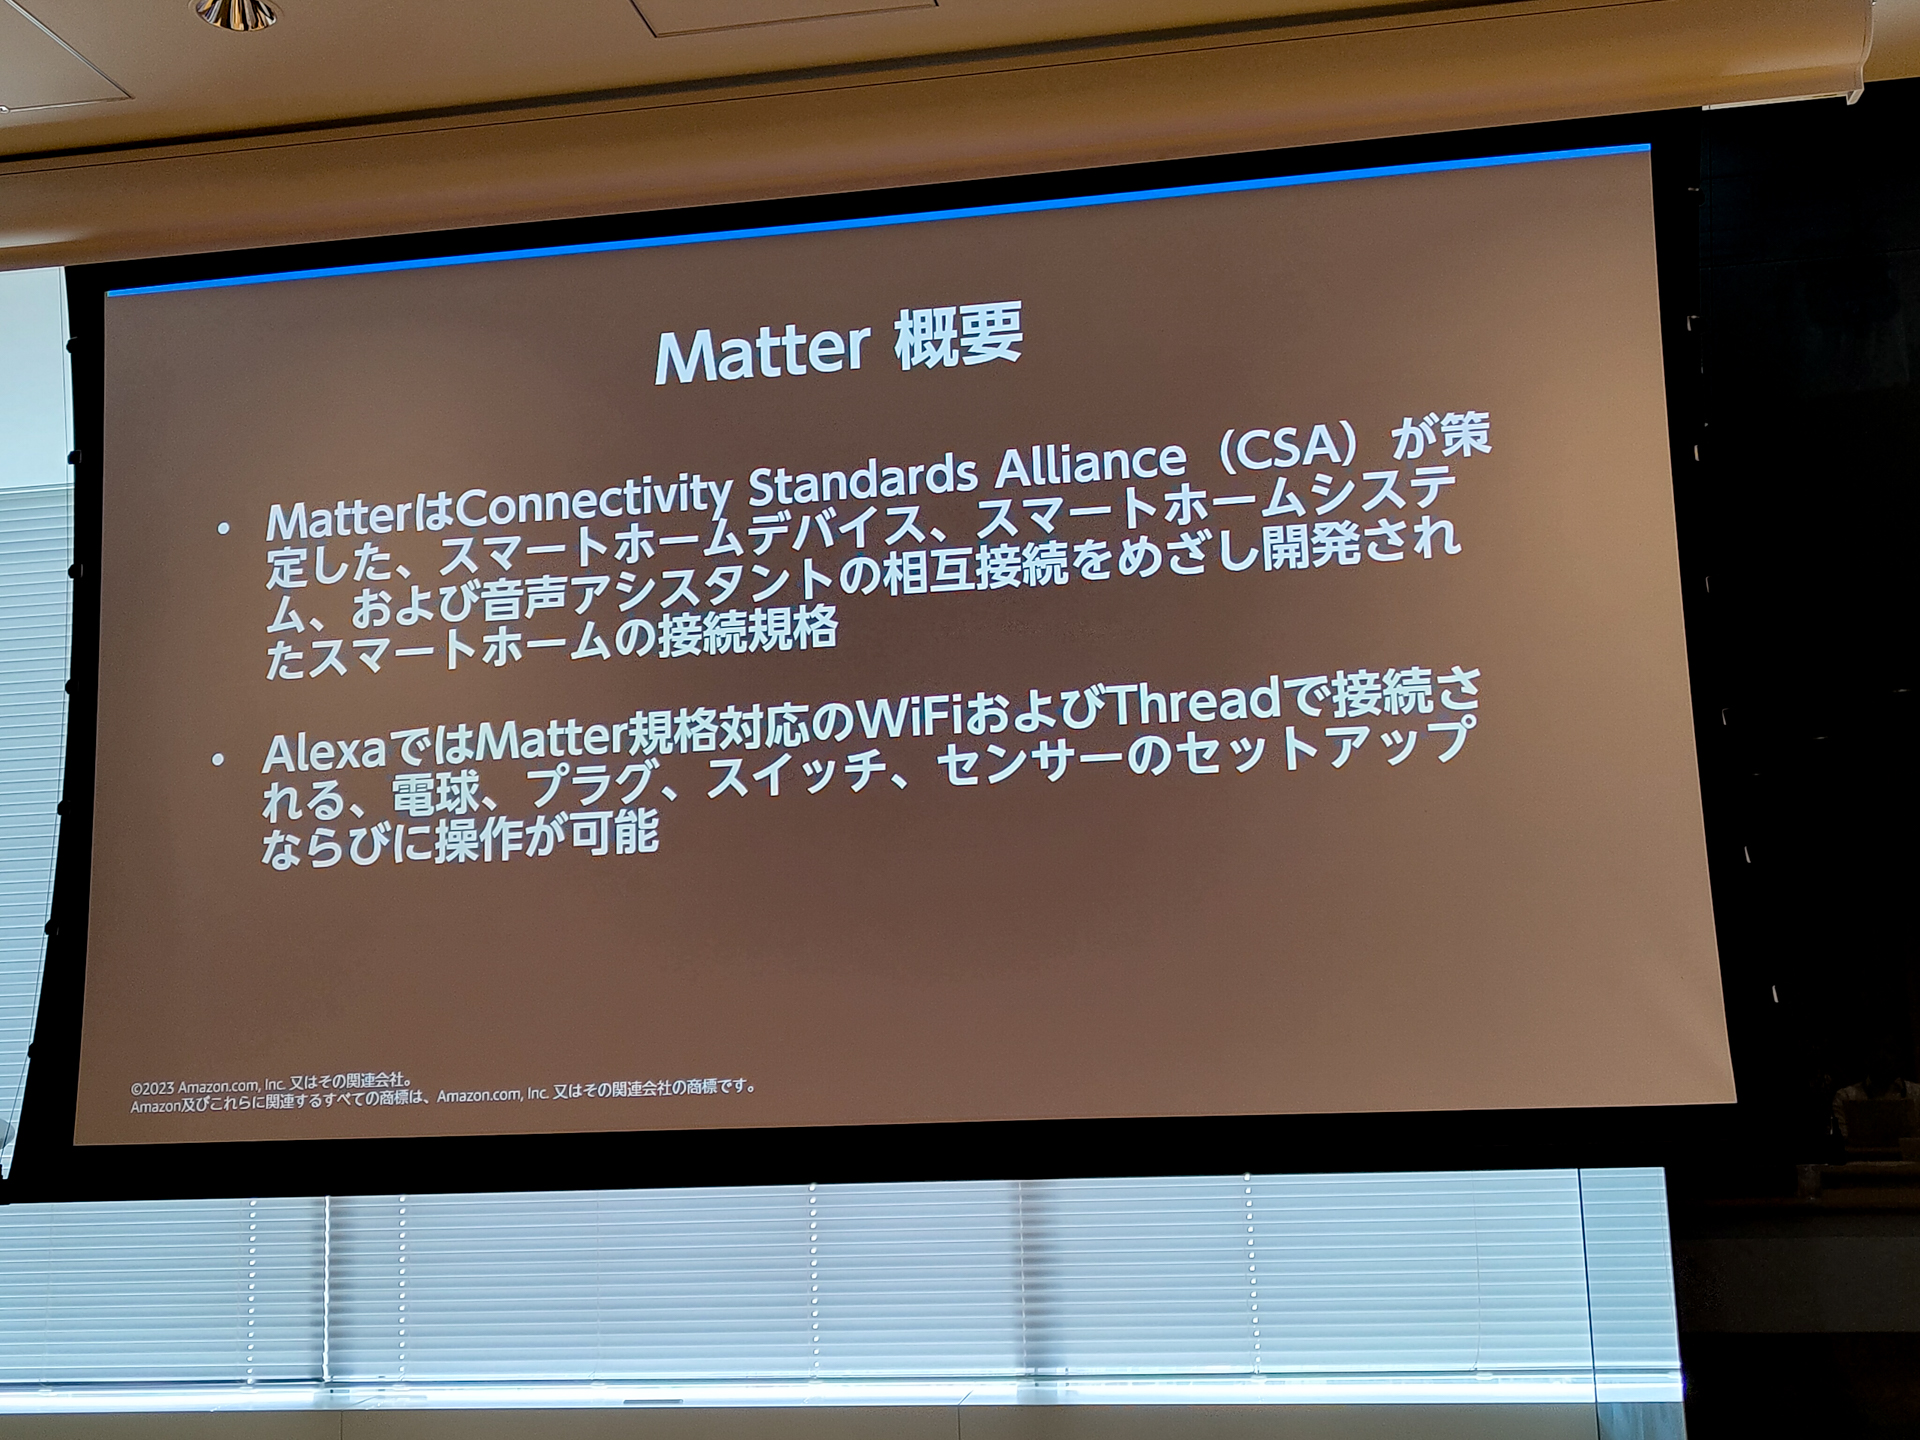 Matter 概要
• MatterはConnectivity Standards Alliance（CSA）が策
定した、スマートホームデバイス、スマートホームシステ
ム、および音声アシスタントの相互接続をめざし開発され
たスマートホームの接続規格
• AlexaではMatter規格対応のWiFiおよびThreadで接続さ
れる、電球、プラグ、スイッチ、センサーのセットアップ
ならびに操作が可能
©2023 Amazon.com, Inc. 又はその関連会社。
Amazon及びこれらに関連するすべての商標は、Amazon.com, Inc. 又はその関連会社の商標です。